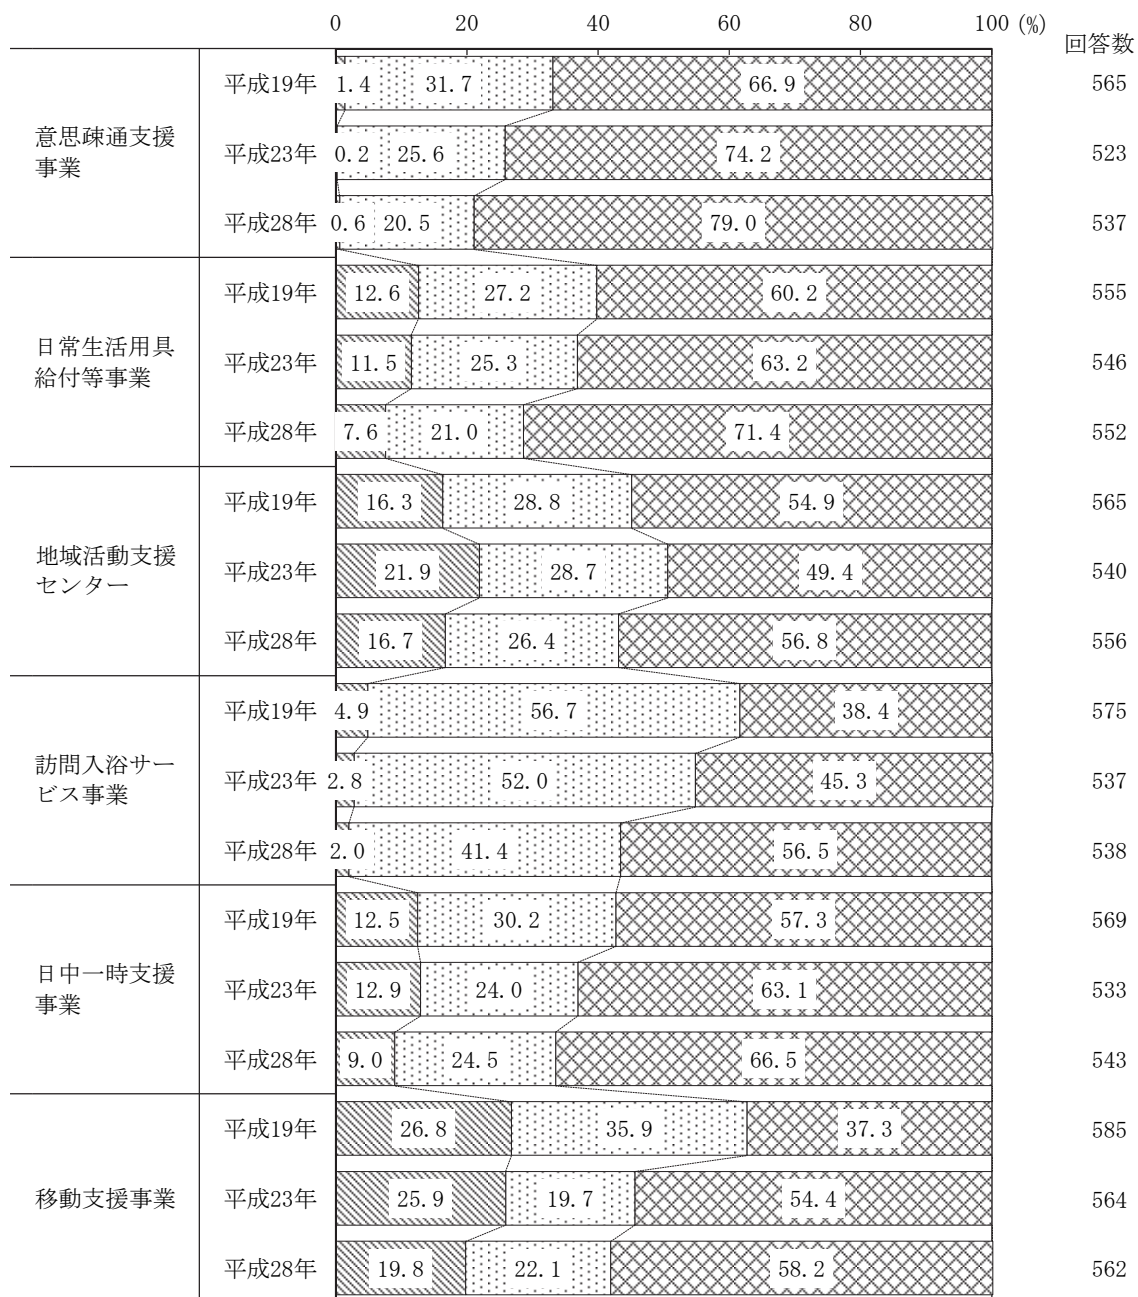 0 20 40 60 80 100 (%)
回答数
平成19年 1.4 31.7 66.9 565
意思疎通支援
事業
平成23年 0.2 25.6 74.2 523
平成28年 0.6 20.5 79.0 537
平成19年 12.6 27.2 60.2 555
日常生活用具
給付等事業
平成23年 11.5 25.3 63.2 546
平成28年 7.6 21.0 71.4 552
平成19年 16.3 28.8 54.9 565
地域活動支援
センター
平成23年 21.9 28.7 49.4 540
平成28年 16.7 26.4 56.8 556
平成19年 4.9 56.7 38.4 575
訪問入浴サー
ビス事業
平成23年 2.8 52.0 45.3 537
平成28年 2.0 41.4 56.5 538
平成19年 12.5 30.2 57.3 569
日中一時支援
事業
平成23年 12.9 24.0 63.1 533
平成28年 9.0 24.5 66.5 543
平成19年 26.8 35.9 37.3 585
移動支援事業
平成23年 25.9 19.7 54.4 564
平成28年 19.8 22.1 58.2 562